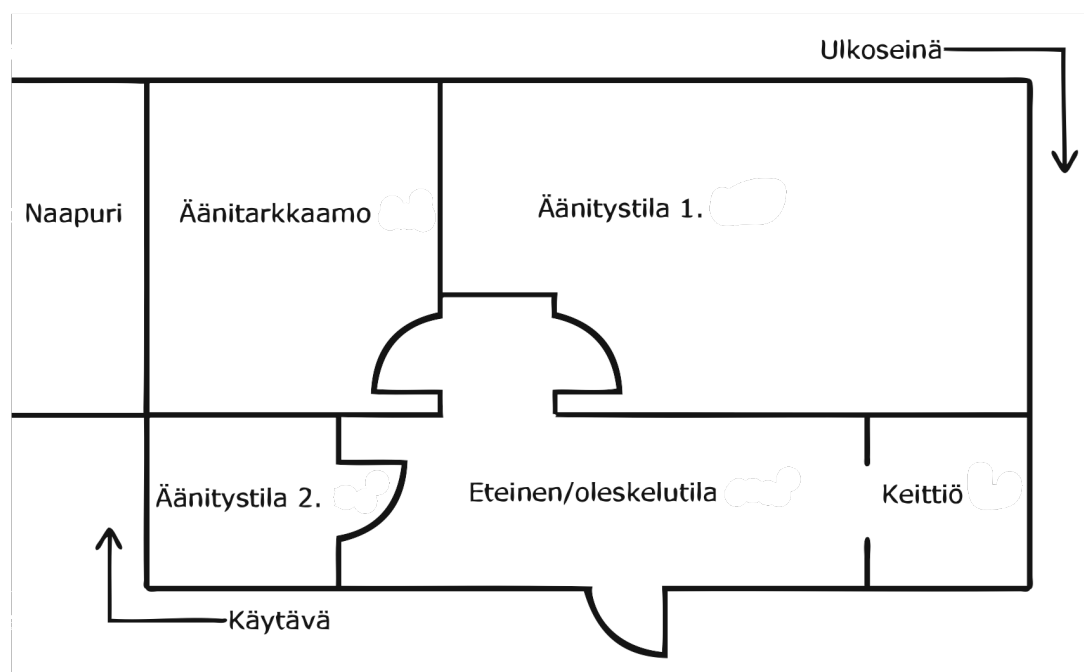 Ulkoseinä
Naapuri
Äänitarkkaamo
Äänitystila 1.
Äänitystila 2.
Eteinen/oleskelutila
Keittiö
Käytävä